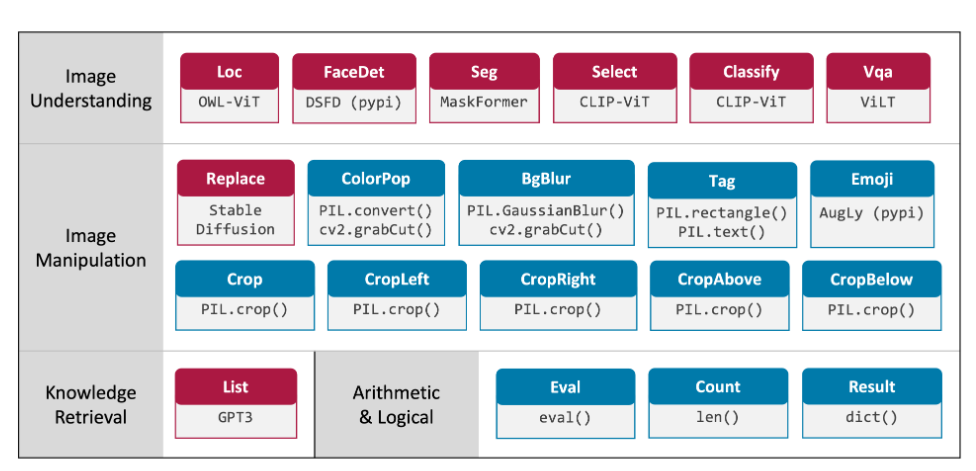 Image
Understanding
Loc
OWL-ViT
FaceDet
DSFD (pypi)
Seg
MaskFormer
Select
CLIP-ViT
Classify
CLIP-ViT
Vqa
ViLT
Image
Manipulation
Replace
Stable
Diffusion
ColorPop
PIL.convert()
cv2.grabCut()
BgBlur
PIL.GaussianBlur()
cv2.grabCut()
Tag
PIL.rectangle()
PIL.text()
Emoji
AugLy (pypi)
Crop
PIL.crop()
CropLeft
PIL.crop()
CropRight
PIL.crop()
CropAbove
PIL.crop()
CropBelow
PIL.crop()
Knowledge
Retrieval
List
GPT3
Arithmetic
& Logical
Eval
eval()
Count
len()
Result
dict()